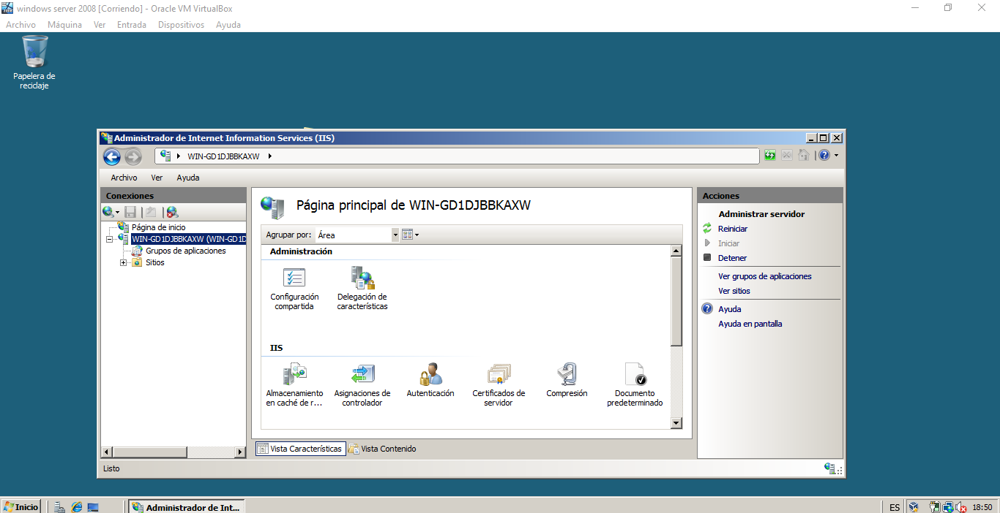 windows server 2008 [Corriendo] - Oracle VM VirtualBox
Archivo Máquina Ver Entrada Dispositivos Ayuda
Papelera de
reciclaje
Administrador de Internet Information Services (IIS)
WIN-GD1DJBBKAXW
Archivo Ver Ayuda
Conexiones
Página de inicio
WIN-GD1DJBBKAXW (WIN-GD1D
Grupos de aplicaciones
Sitios
Página principal de WIN-GD1DJBBKAXW
Agrupar por: Área
Administración
Configuración
compartida
Delegación de
características
IIS
Almacenamiento
en caché de r...
Asignaciones de
controlador
Autenticación
Certificados de
servidor
Compresión
Documento
predeterminado
Vista Características Vista Contenido
Acciones
Administrar servidor
Reiniciar
Iniciar
Detener
Ver grupos de aplicaciones
Ver sitios
Ayuda
Ayuda en pantalla
Listo
Inicio Administrador de Int... ES 18:50